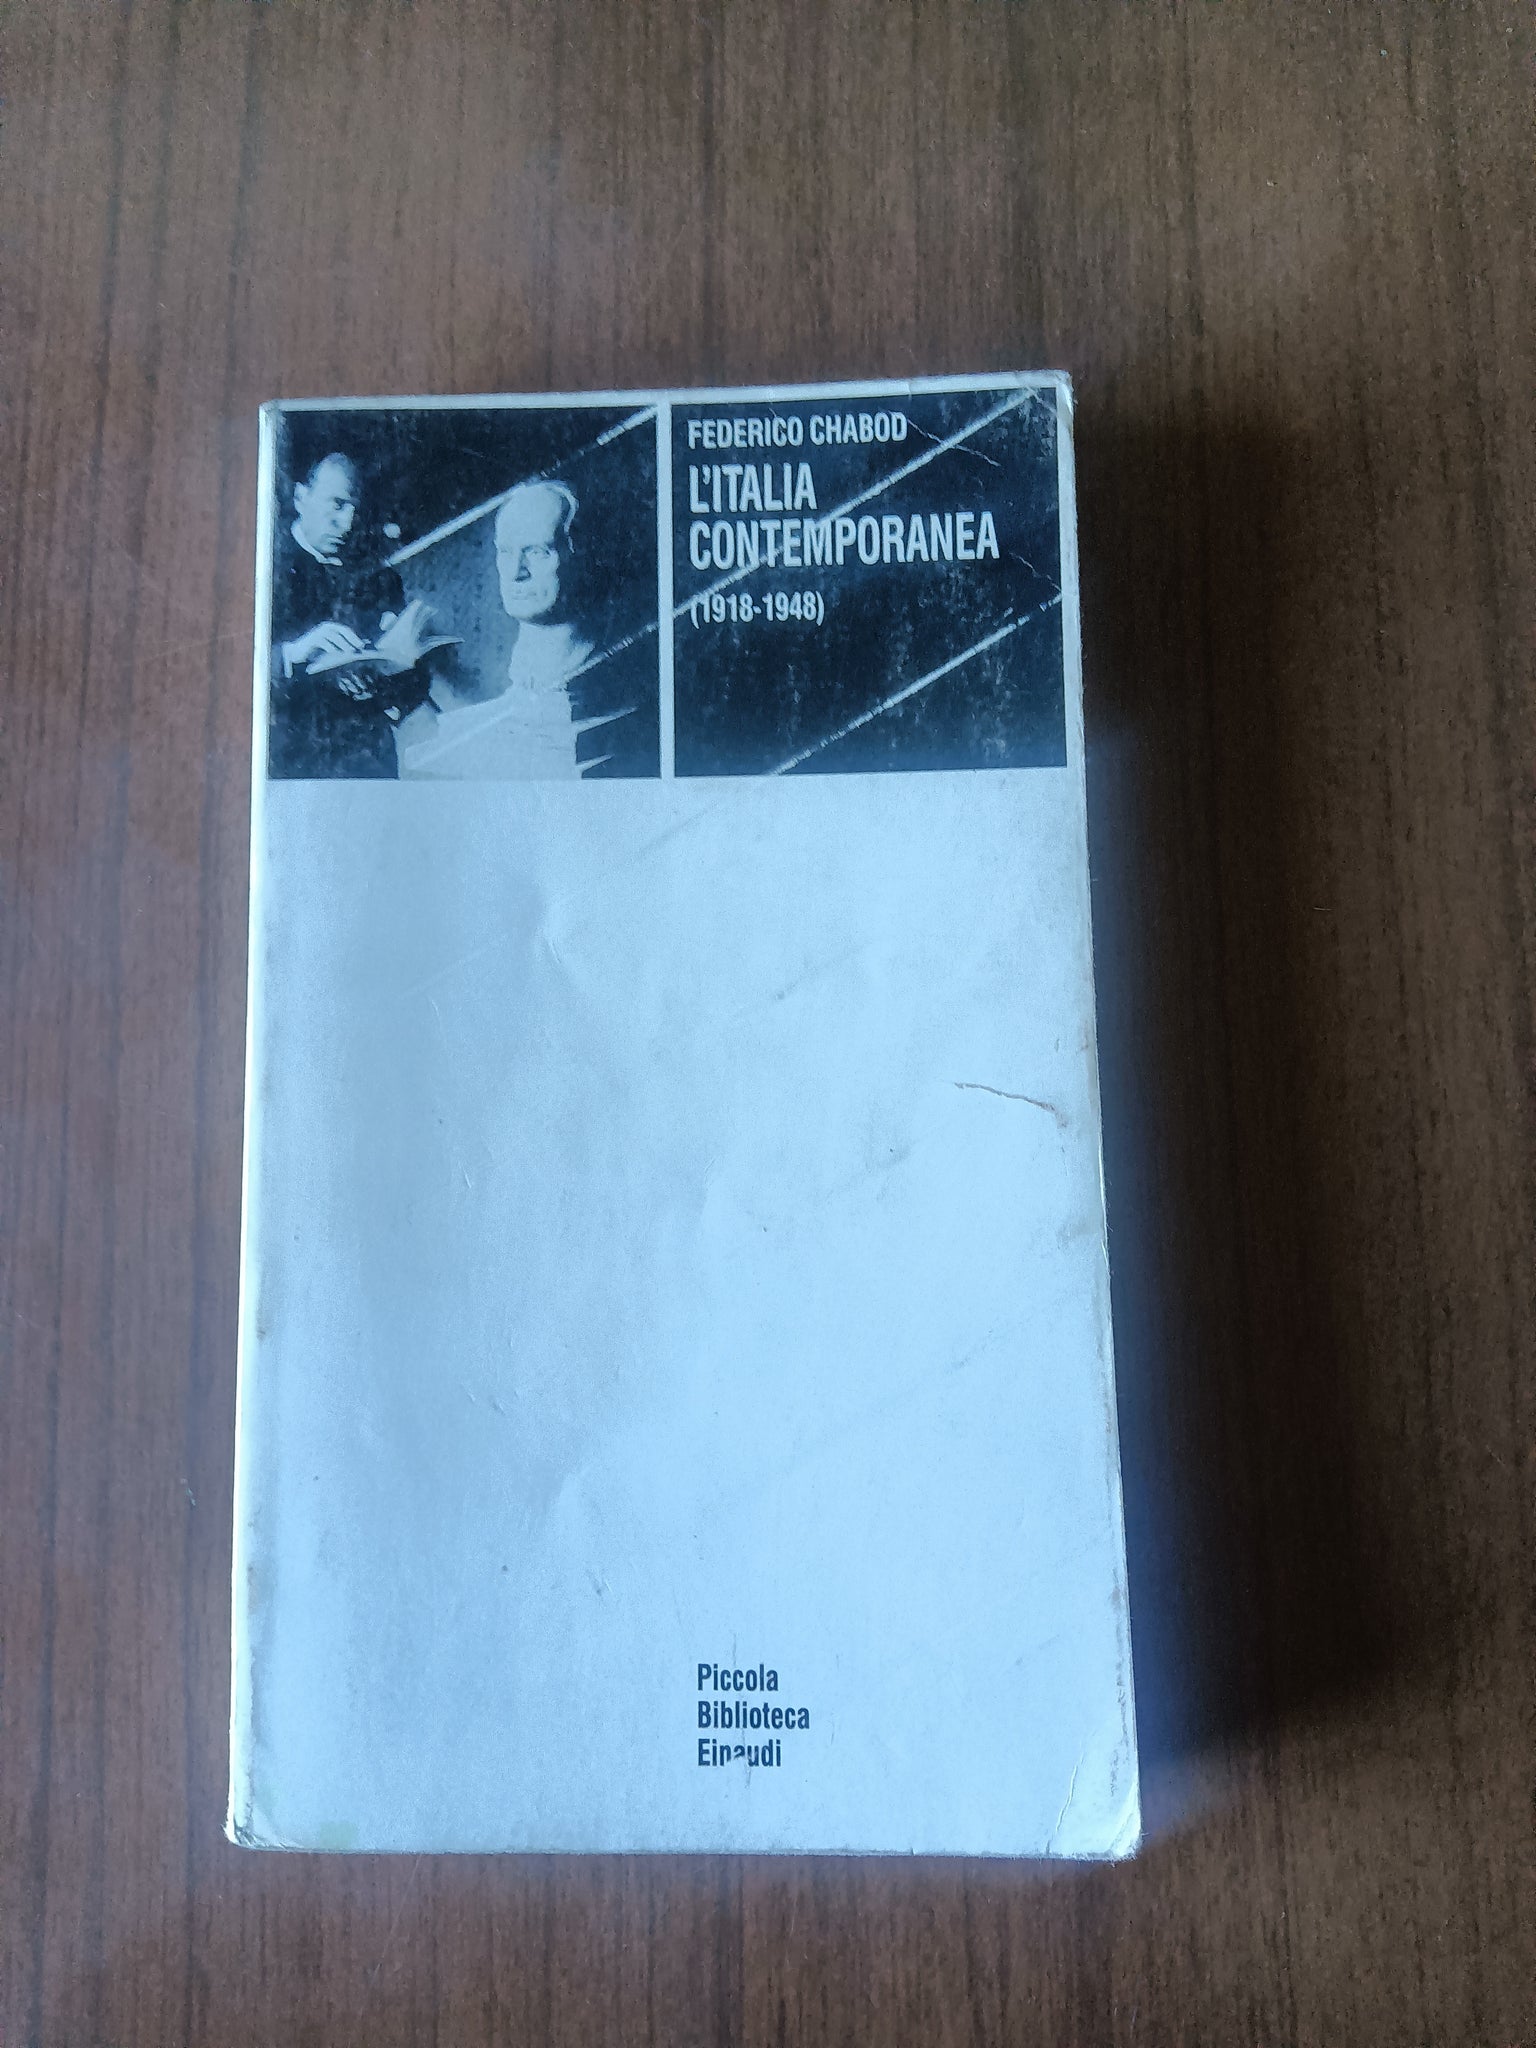 FEDERICO CHABOD
L'ITALIA
CONTEMPORANEA
(1918-1948)
Piccola
Biblioteca
Einaudi